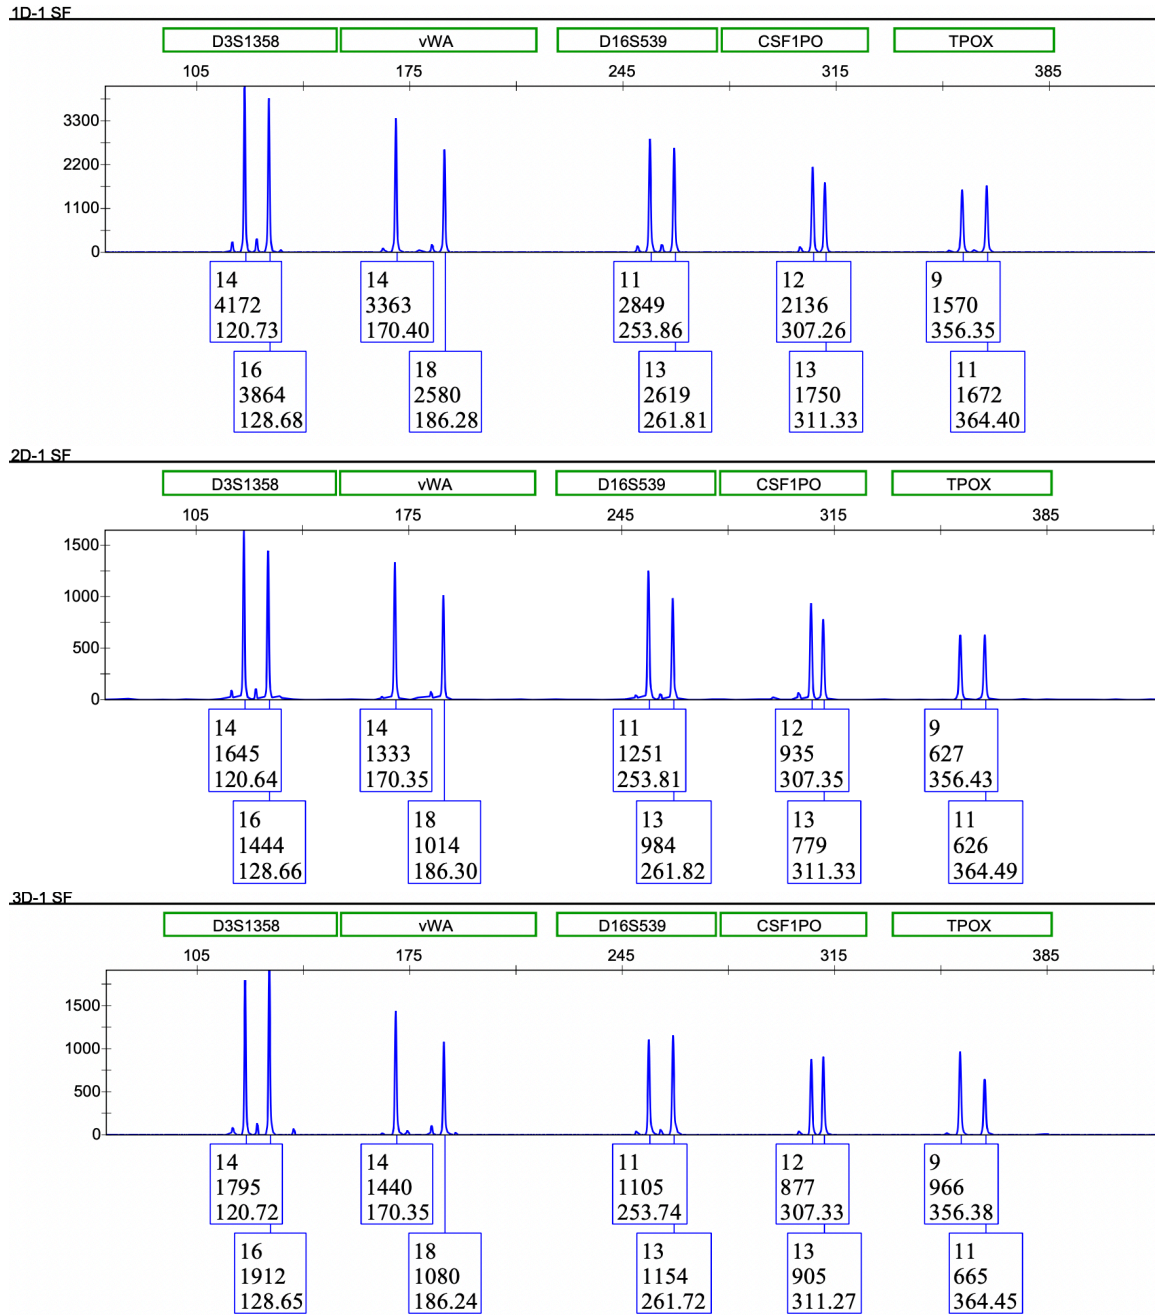 1D-1 SF
D3S1358 vWA D16S539 CSF1PO TPOX
105 175 245 315 385
3300
2200
1100
0
14 14 11 12 9
4172 3363 2849 2136 1570
120.73 170.40 253.86 307.26 356.35
16 18 13 13 11
3864 2580 2619 1750 1672
128.68 186.28 261.81 311.33 364.40
2D-1 SF
D3S1358 vWA D16S539 CSF1PO TPOX
105 175 245 315 385
1500
1000
500
0
14 14 11 12 9
1645 1333 1251 935 627
120.64 170.35 253.81 307.35 356.43
16 18 13 13 11
1444 1014 984 779 626
128.66 186.30 261.82 311.33 364.49
3D-1 SF
D3S1358 vWA D16S539 CSF1PO TPOX
105 175 245 315 385
1500
1000
500
0
14 14 11 12 9
1795 1440 1105 877 966
120.72 170.35 253.74 307.33 356.38
16 18 13 13 11
1912 1080 1154 905 665
128.65 186.24 261.72 311.27 364.45